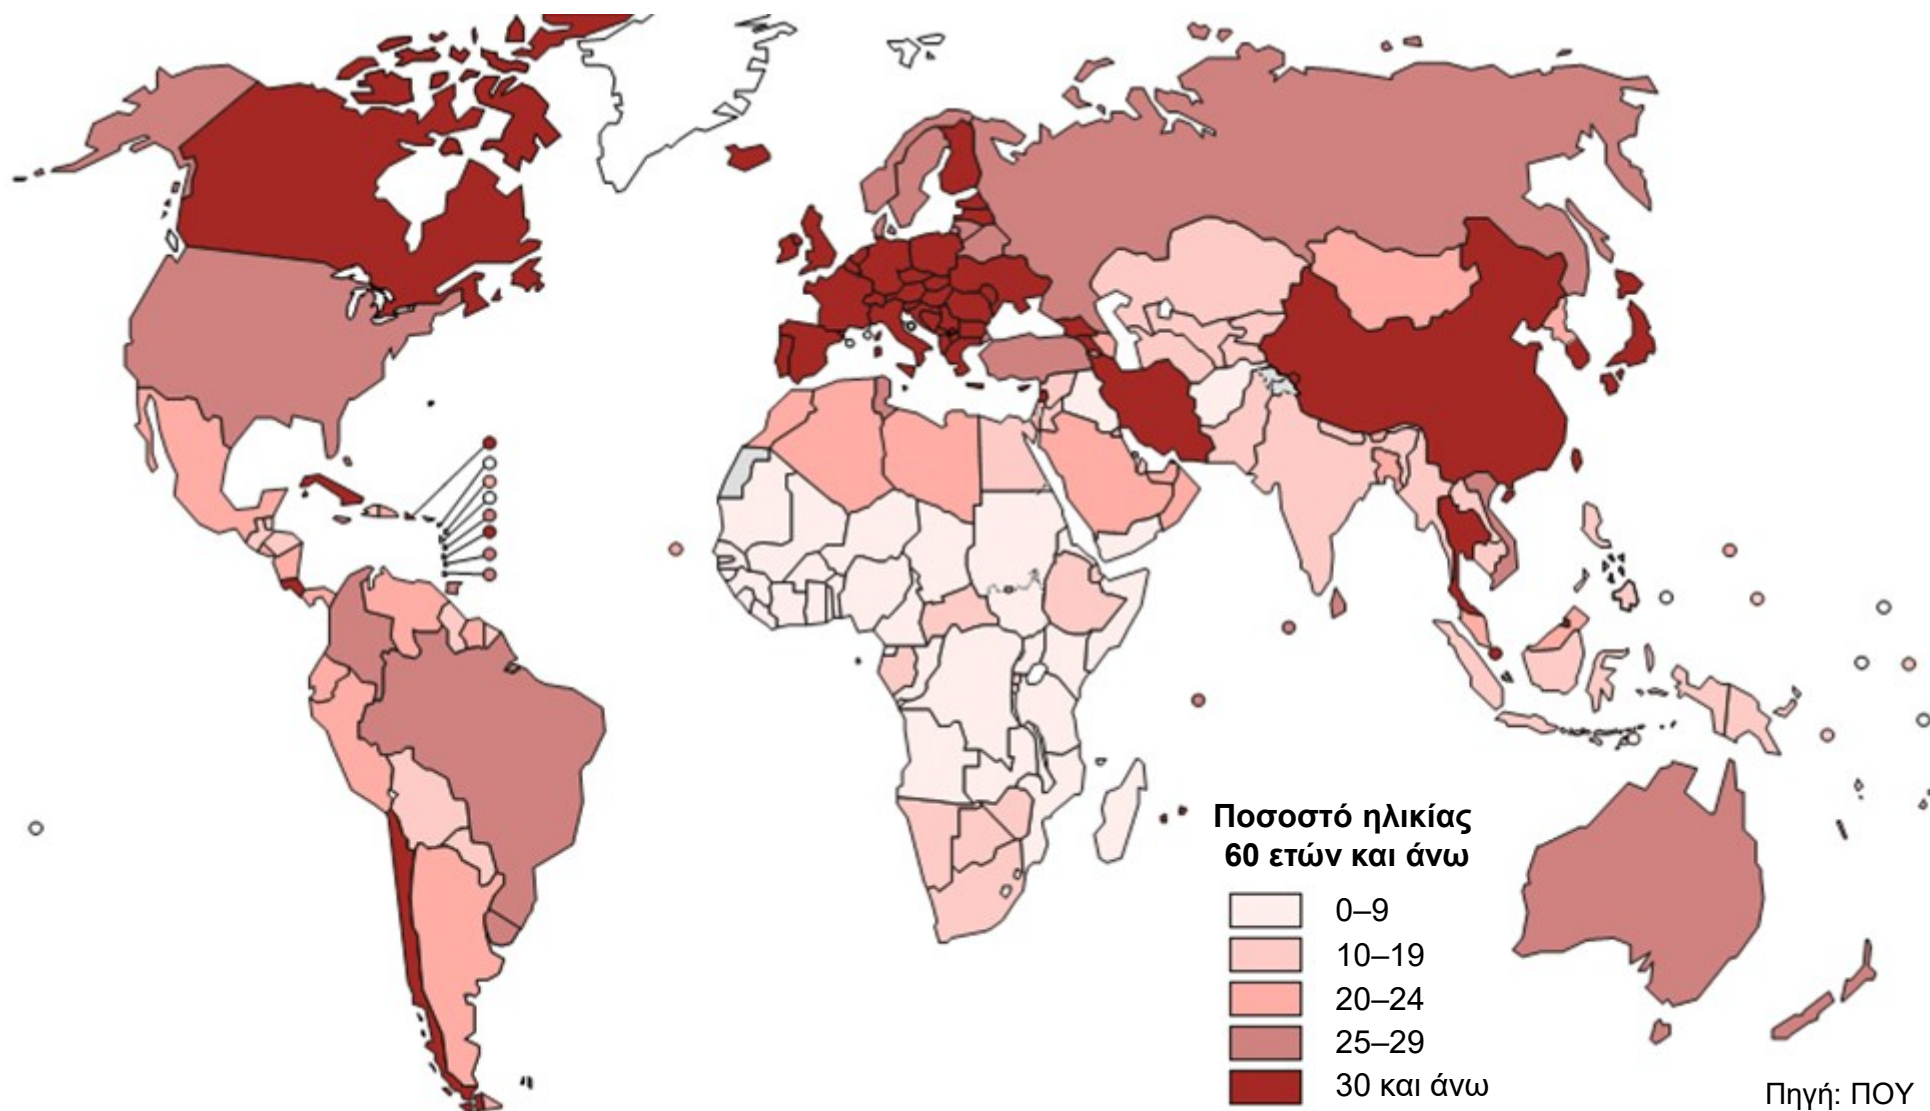 Ποσοστό ηλικίας
60 ετών και άνω
0–9
10–19
20–24
25–29
30 και άνω
Πηγή: ΠΟΥ